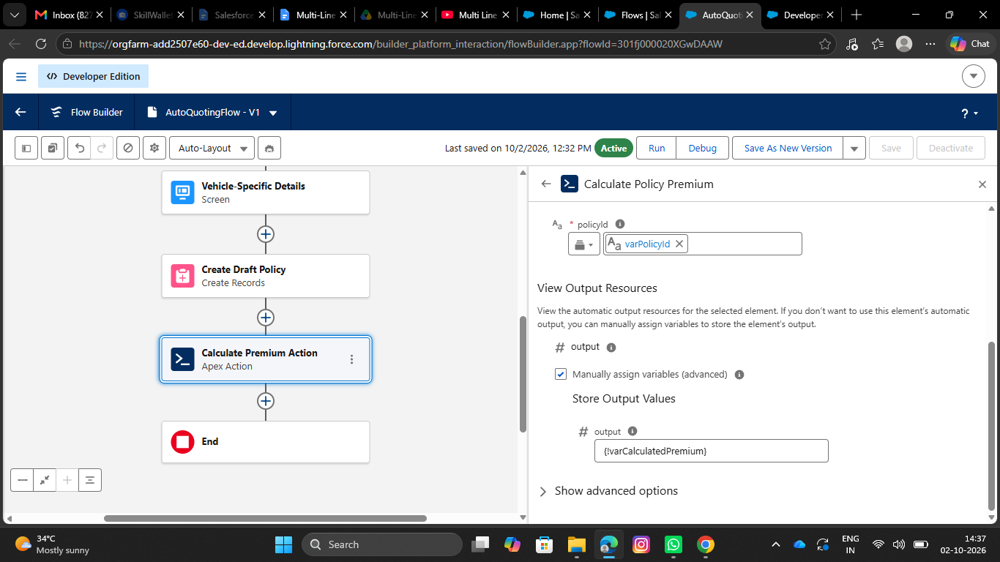 Inbox (827
SkillWallet
Salesforce
Multi-Line
Multi-Line
Multi Line
Home | Sa
Flows | Sal
AutoQuoti
Developer
https://orgfarm-add2507e60-dev-ed.develop.lightning.force.com/builder_platform_interaction/flowBuilder.app?flowId=301fj000020XGwDAAW
Chat
Developer Edition
Flow Builder
AutoQuotingFlow - V1
?
Auto-Layout
Last saved on 10/2/2026, 12:32 PM
Active
Run
Debug
Save As New Version
Save
Deactivate
Vehicle-Specific Details
Screen
Create Draft Policy
Create Records
Calculate Premium Action
Apex Action
End
Calculate Policy Premium
Aa * policyId
Aa varPolicyId
View Output Resources
View the automatic output resources for the selected element. If you don't want to use this element's automatic
output, you can manually assign variables to store the element's output.
# output
Manually assign variables (advanced)
Store Output Values
# output
{!varCalculatedPremium}
Show advanced options
34°C
Mostly sunny
Search
ENG
IN
14:37
02-10-2026